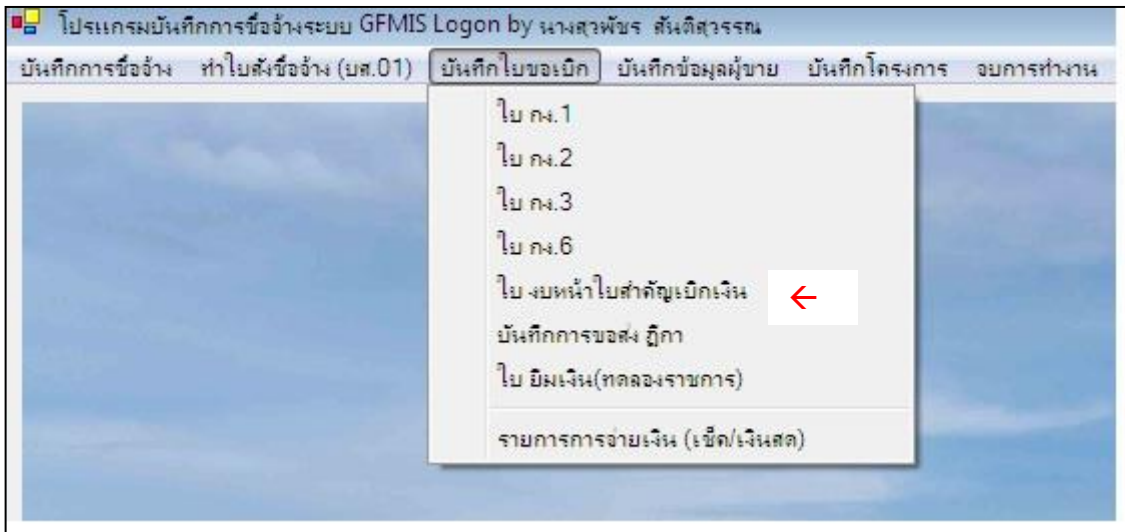 โปรแกรมบันทึกการซื้อจ้างระบบ GFMIS Logon by นางสุวพัชร สันติสุวรรณ
บันทึกการซื้อจ้าง ทำใบสั่งซื้อจ้าง (บส.01) บันทึกใบขอเบิก บันทึกข้อมูลผู้ขาย บันทึกโครงการ จบการทำงาน
ใบ กง.1
ใบ กง.2
ใบ กง.3
ใบ กง.6
ใบ งบหน้าใบสำคัญเบิกเงิน
บันทึกการขอส่ง ฎีกา
ใบ ยืมเงิน(ทดลองราชการ)
รายการการจ่ายเงิน (เช็ค/เงินสด)